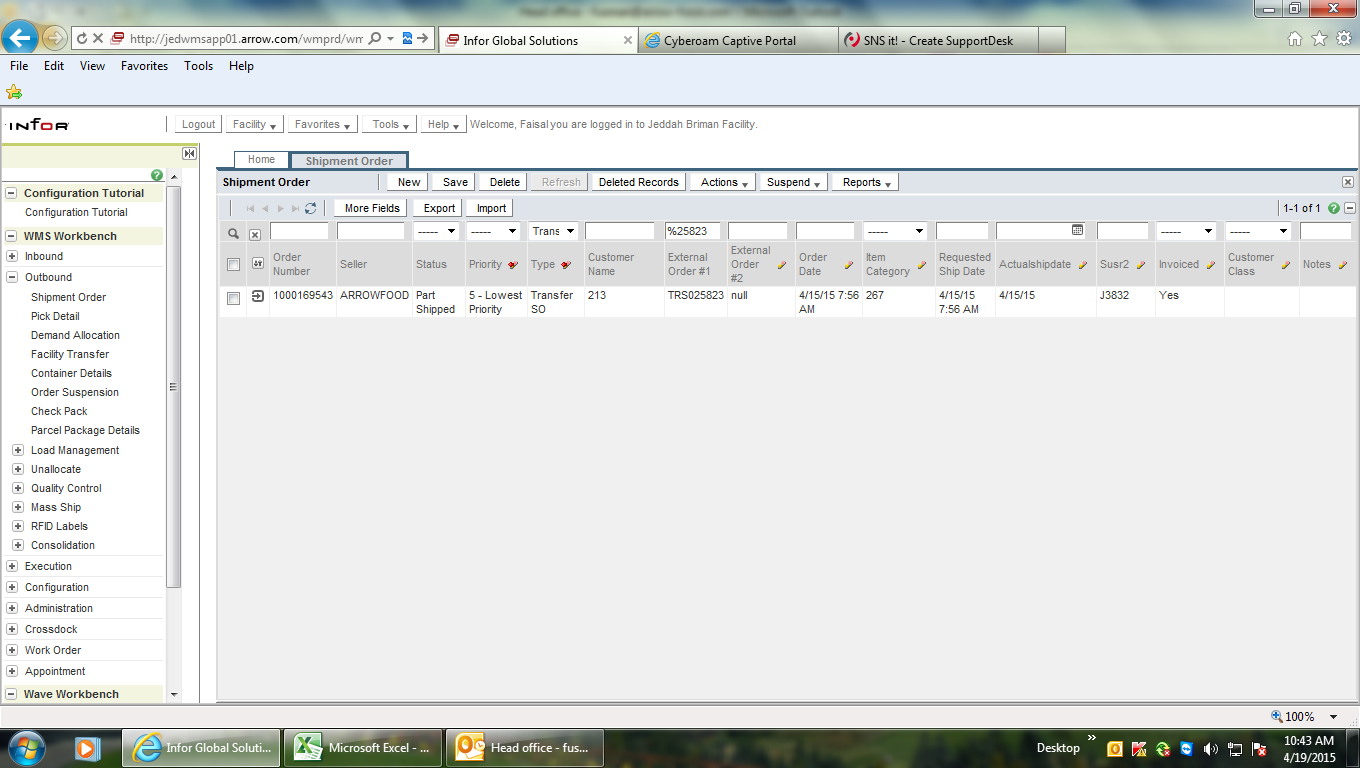 http://jedwmsapp01.arrow.com/wmprd/wm
Infor Global Solutions
Cyberoam Captive Portal
SNS it! - Create SupportDesk
File Edit View Favorites Tools Help
INFOR
Logout Facility Favorites Tools Help Welcome, Faisal you are logged in to Jeddah Briman Facility.
Home Shipment Order
Shipment Order New Save Delete Refresh Deleted Records Actions Suspend Reports
More Fields Export Import 1-1 of 1
----- ----- Trans %25823 ----- ----- -----
Order Number Seller Status Priority Type Customer Name External Order #1 External Order #2 Order Date Item Category Requested Ship Date Actualshipdate Susr2 Invoiced Customer Class Notes
1000169543 ARROWFOOD Part Shipped 5 - Lowest Priority Transfer SO 213 TRS025823 null 4/15/15 7:56 AM 267 4/15/15 7:56 AM 4/15/15 J3832 Yes
Configuration Tutorial
Configuration Tutorial
WMS Workbench
Inbound
Outbound
Shipment Order
Pick Detail
Demand Allocation
Facility Transfer
Container Details
Order Suspension
Check Pack
Parcel Package Details
Load Management
Unallocate
Quality Control
Mass Ship
RFID Labels
Consolidation
Execution
Configuration
Administration
Crossdock
Work Order
Appointment
Wave Workbench
100%
Infor Global Soluti...
Microsoft Excel - ...
Head office - fus...
Desktop
10:43 AM
4/19/2015